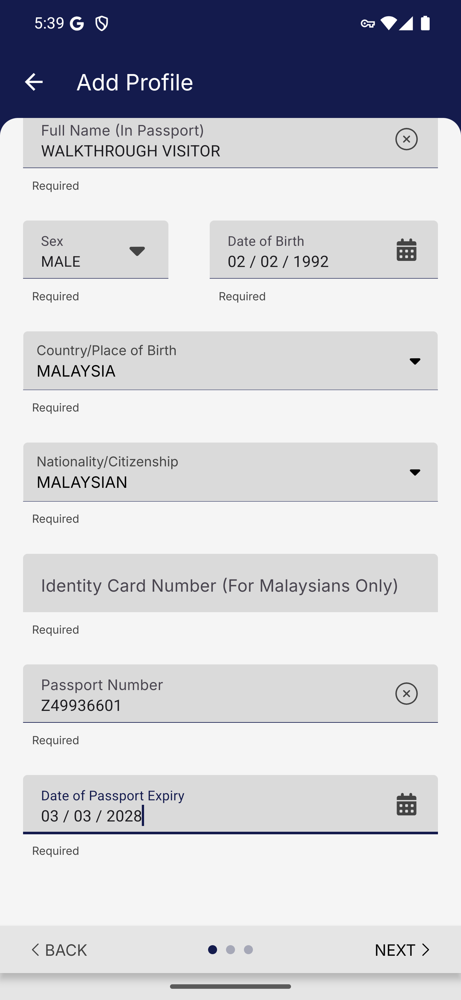 5:39
Add Profile
Full Name (In Passport)
WALKTHROUGH VISITOR
Required
Sex
MALE
Required
Date of Birth
02 / 02 / 1992
Required
Country/Place of Birth
MALAYSIA
Required
Nationality/Citizenship
MALAYSIAN
Required
Identity Card Number (For Malaysians Only)
Required
Passport Number
Z49936601
Required
Date of Passport Expiry
03 / 03 / 2028
Required
BACK
NEXT